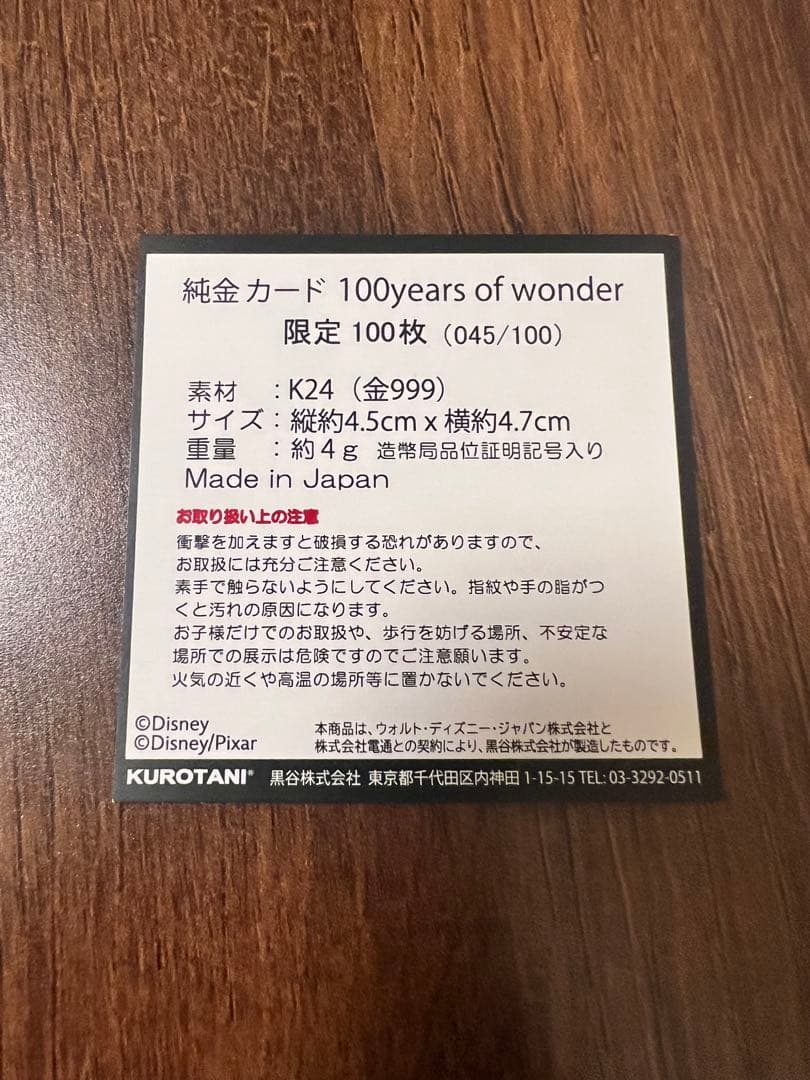 純金 カード 100years of wonder
限定 100枚（045/100）
素材　：K24（金999）
サイズ：縦約4.5cm x 横約4.7cm
重量　：約４ｇ 造幣局品位証明記号入り
Made in Japan
お取り扱い上の注意
衝撃を加えますと破損する恐れがありますので、
お取扱には充分ご注意ください。
素手で触らないようにしてください。指紋や手の脂がつ
くと汚れの原因になります。
お子様だけでのお取扱や、歩行を妨げる場所、不安定な
場所での展示は危険ですのでご注意願います。
火気の近くや高温の場所等に置かないでください。
©Disney
©Disney/Pixar
本商品は、ウォルト・ディズニー・ジャパン株式会社と
株式会社電通との契約により、黒谷株式会社が製造したものです。
KUROTANI® 黒谷株式会社 東京都千代田区内神田 1-15-15 TEL: 03-3292-0511